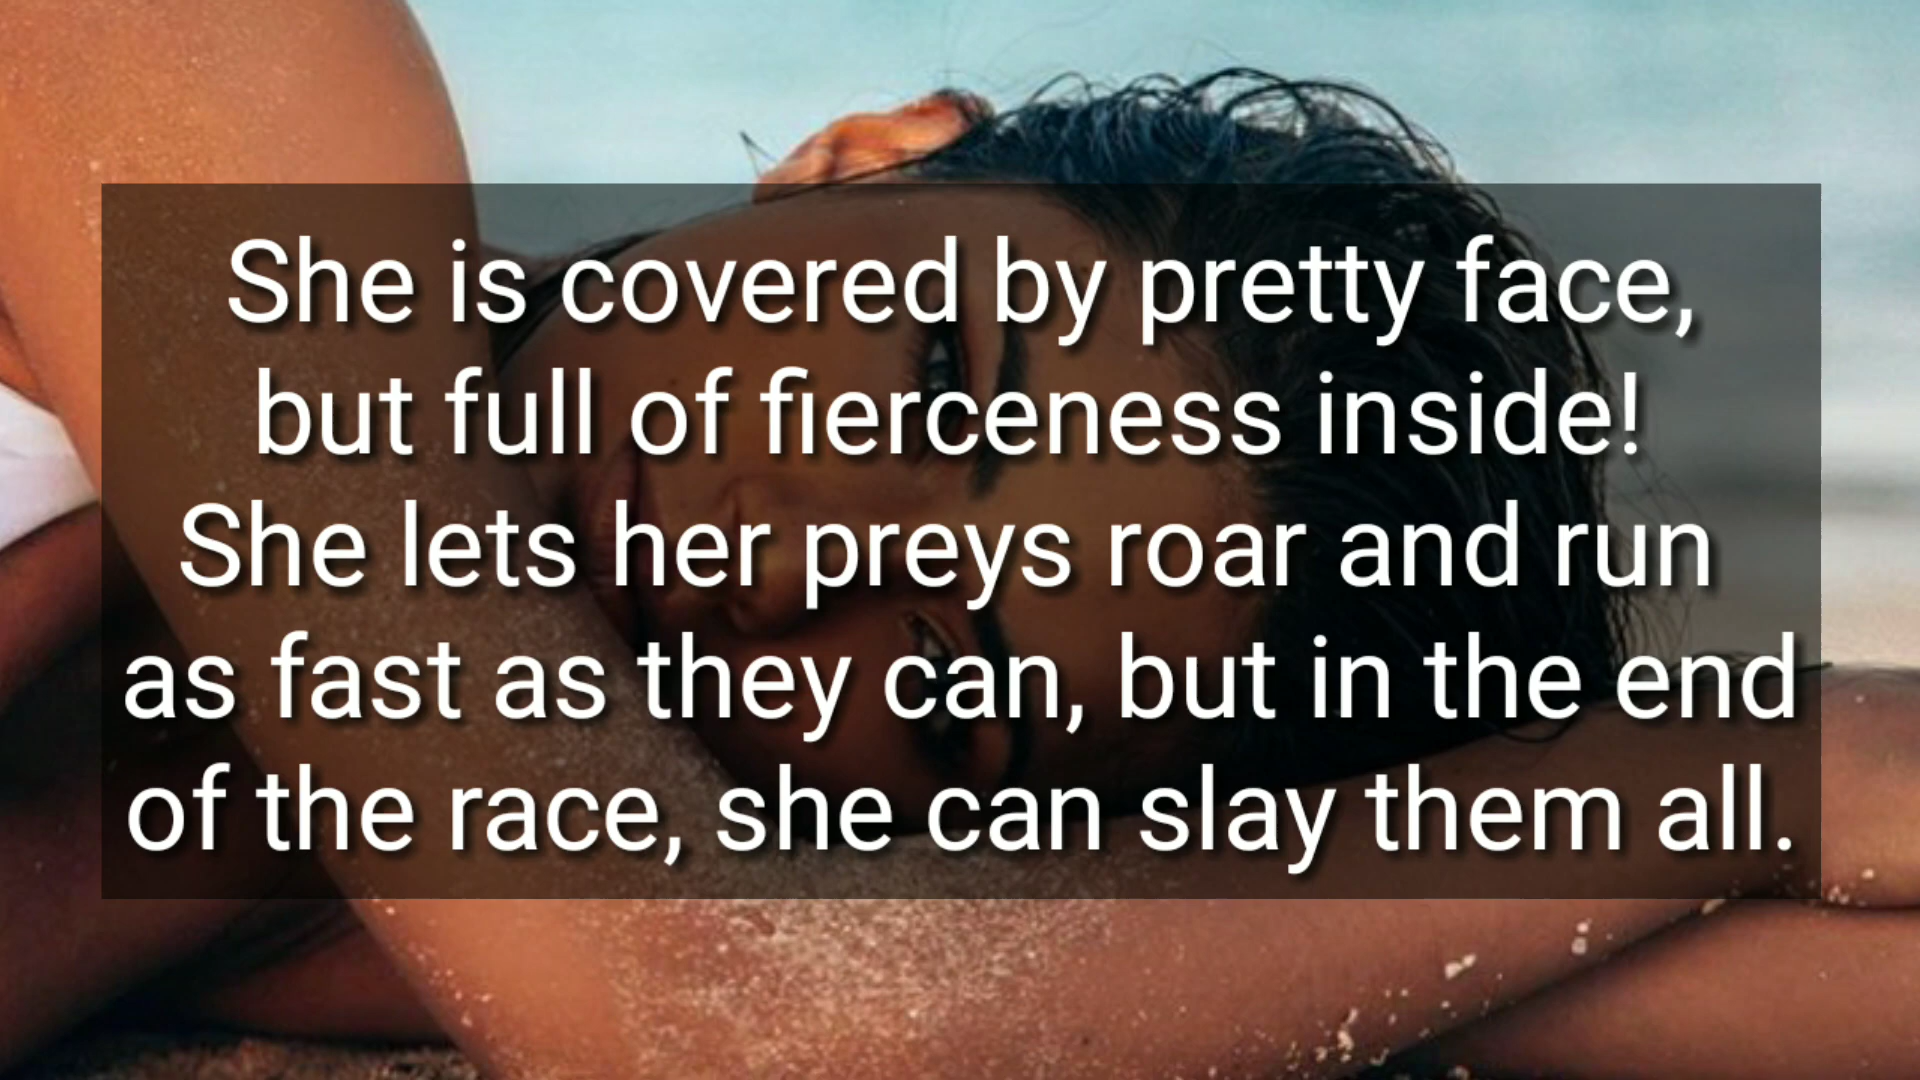 She is covered by pretty face,
but full of fierceness inside!
She lets her preys roar and run
as fast as they can, but in the end
of the race, she can slay them all.